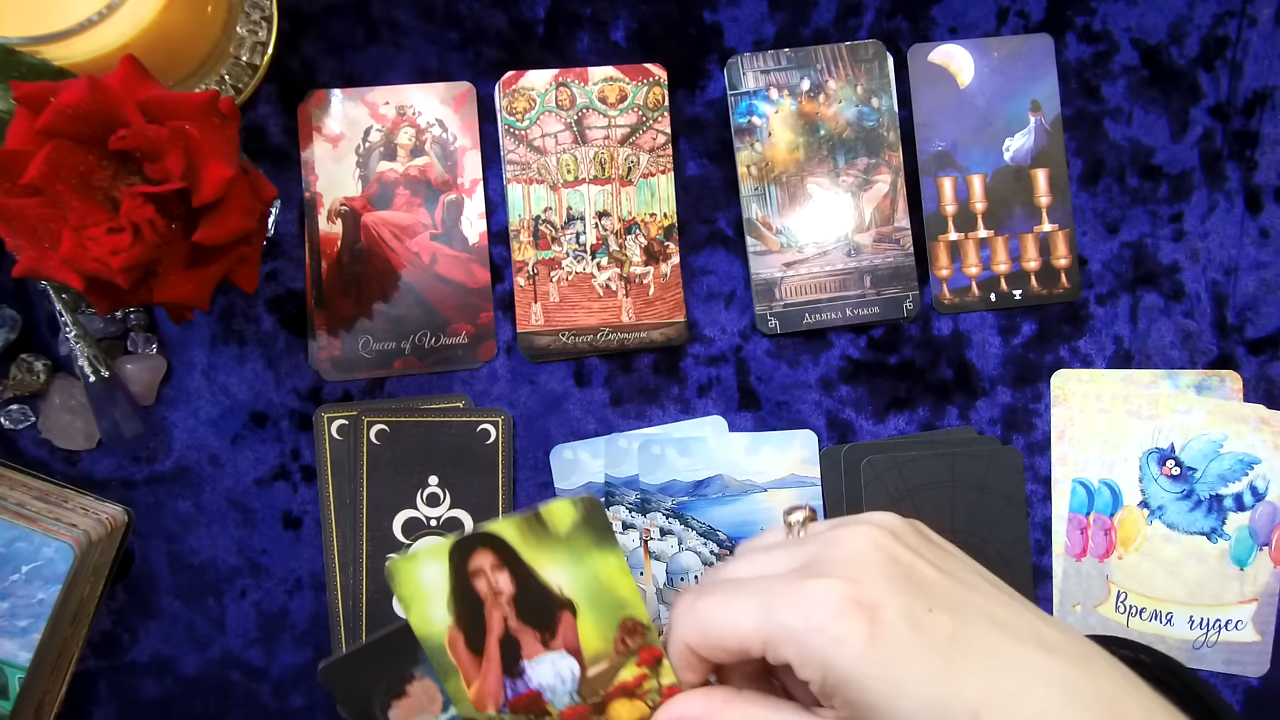 Queen of Wands
Колесо Фортуны
Девятка Кубков
Время чудес